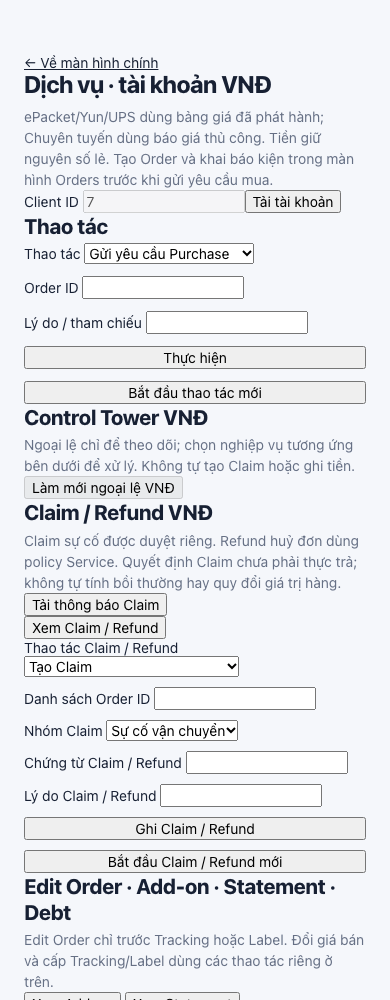 ← Về màn hình chính
Dịch vụ · tài khoản VNĐ
ePacket/Yun/UPS dùng bảng giá đã phát hành;
Chuyên tuyến dùng báo giá thủ công. Tiền giữ
nguyên số lẻ. Tạo Order và khai báo kiện trong màn
hình Orders trước khi gửi yêu cầu mua.
Client ID 7 Tải tài khoản
Thao tác
Thao tác Gửi yêu cầu Purchase
Order ID
Lý do / tham chiếu
Thực hiện
Bắt đầu thao tác mới
Control Tower VNĐ
Ngoại lệ chỉ để theo dõi; chọn nghiệp vụ tương ứng
bên dưới để xử lý. Không tự tạo Claim hoặc ghi tiền.
Làm mới ngoại lệ VNĐ
Claim / Refund VNĐ
Claim sự cố được duyệt riêng. Refund huỷ đơn dùng
policy Service. Quyết định Claim chưa phải thực trả;
không tự tính bồi thường hay quy đổi giá trị hàng.
Tải thông báo Claim
Xem Claim / Refund
Thao tác Claim / Refund
Tạo Claim
Danh sách Order ID
Nhóm Claim Sự cố vận chuyển
Chứng từ Claim / Refund
Lý do Claim / Refund
Ghi Claim / Refund
Bắt đầu Claim / Refund mới
Edit Order · Add-on · Statement ·
Debt
Edit Order chỉ trước Tracking hoặc Label. Đổi giá bán
và cấp Tracking/Label dùng các thao tác riêng ở
trên.